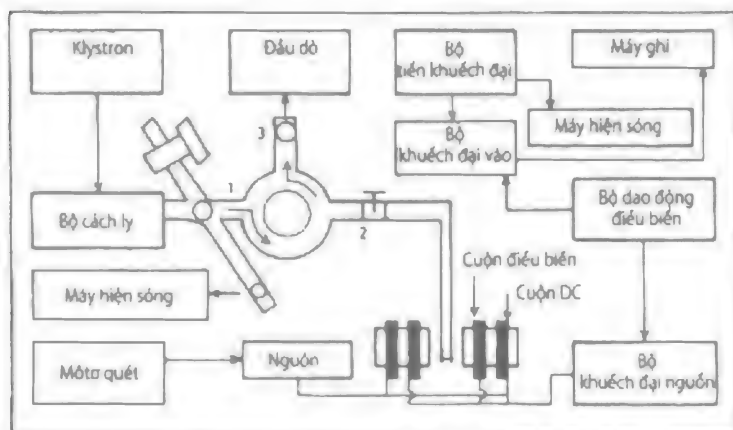 Klystron
Đầu dò
Bộ
tiền khuếch đại
Máy ghi
Máy hiện sóng
Bộ
khuếch đại vào
3
1
Bộ cách ly
2
Bộ dao động
điều biến
Cuộn điều biến
Cuộn DC
Máy hiện sóng
Môtơ quét
Nguồn
Bộ
khuếch đại nguồn